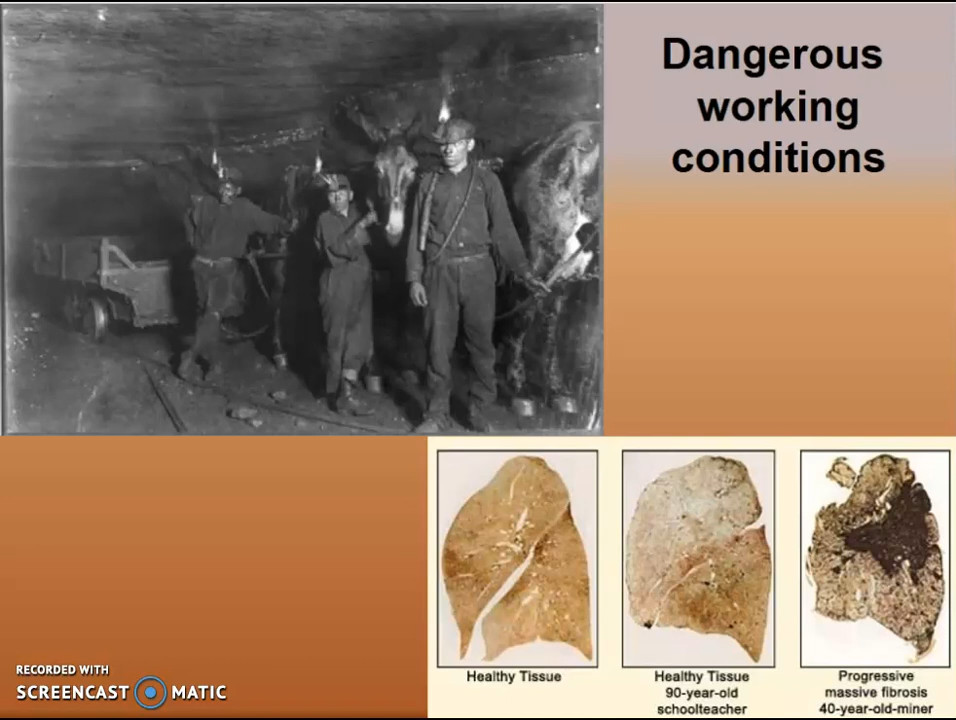 Dangerous
working
conditions
Healthy Tissue
Healthy Tissue
90-year-old
schoolteacher
Progressive
massive fibrosis
40-year-old-miner
RECORDED WITH
SCREENCAST MATIC